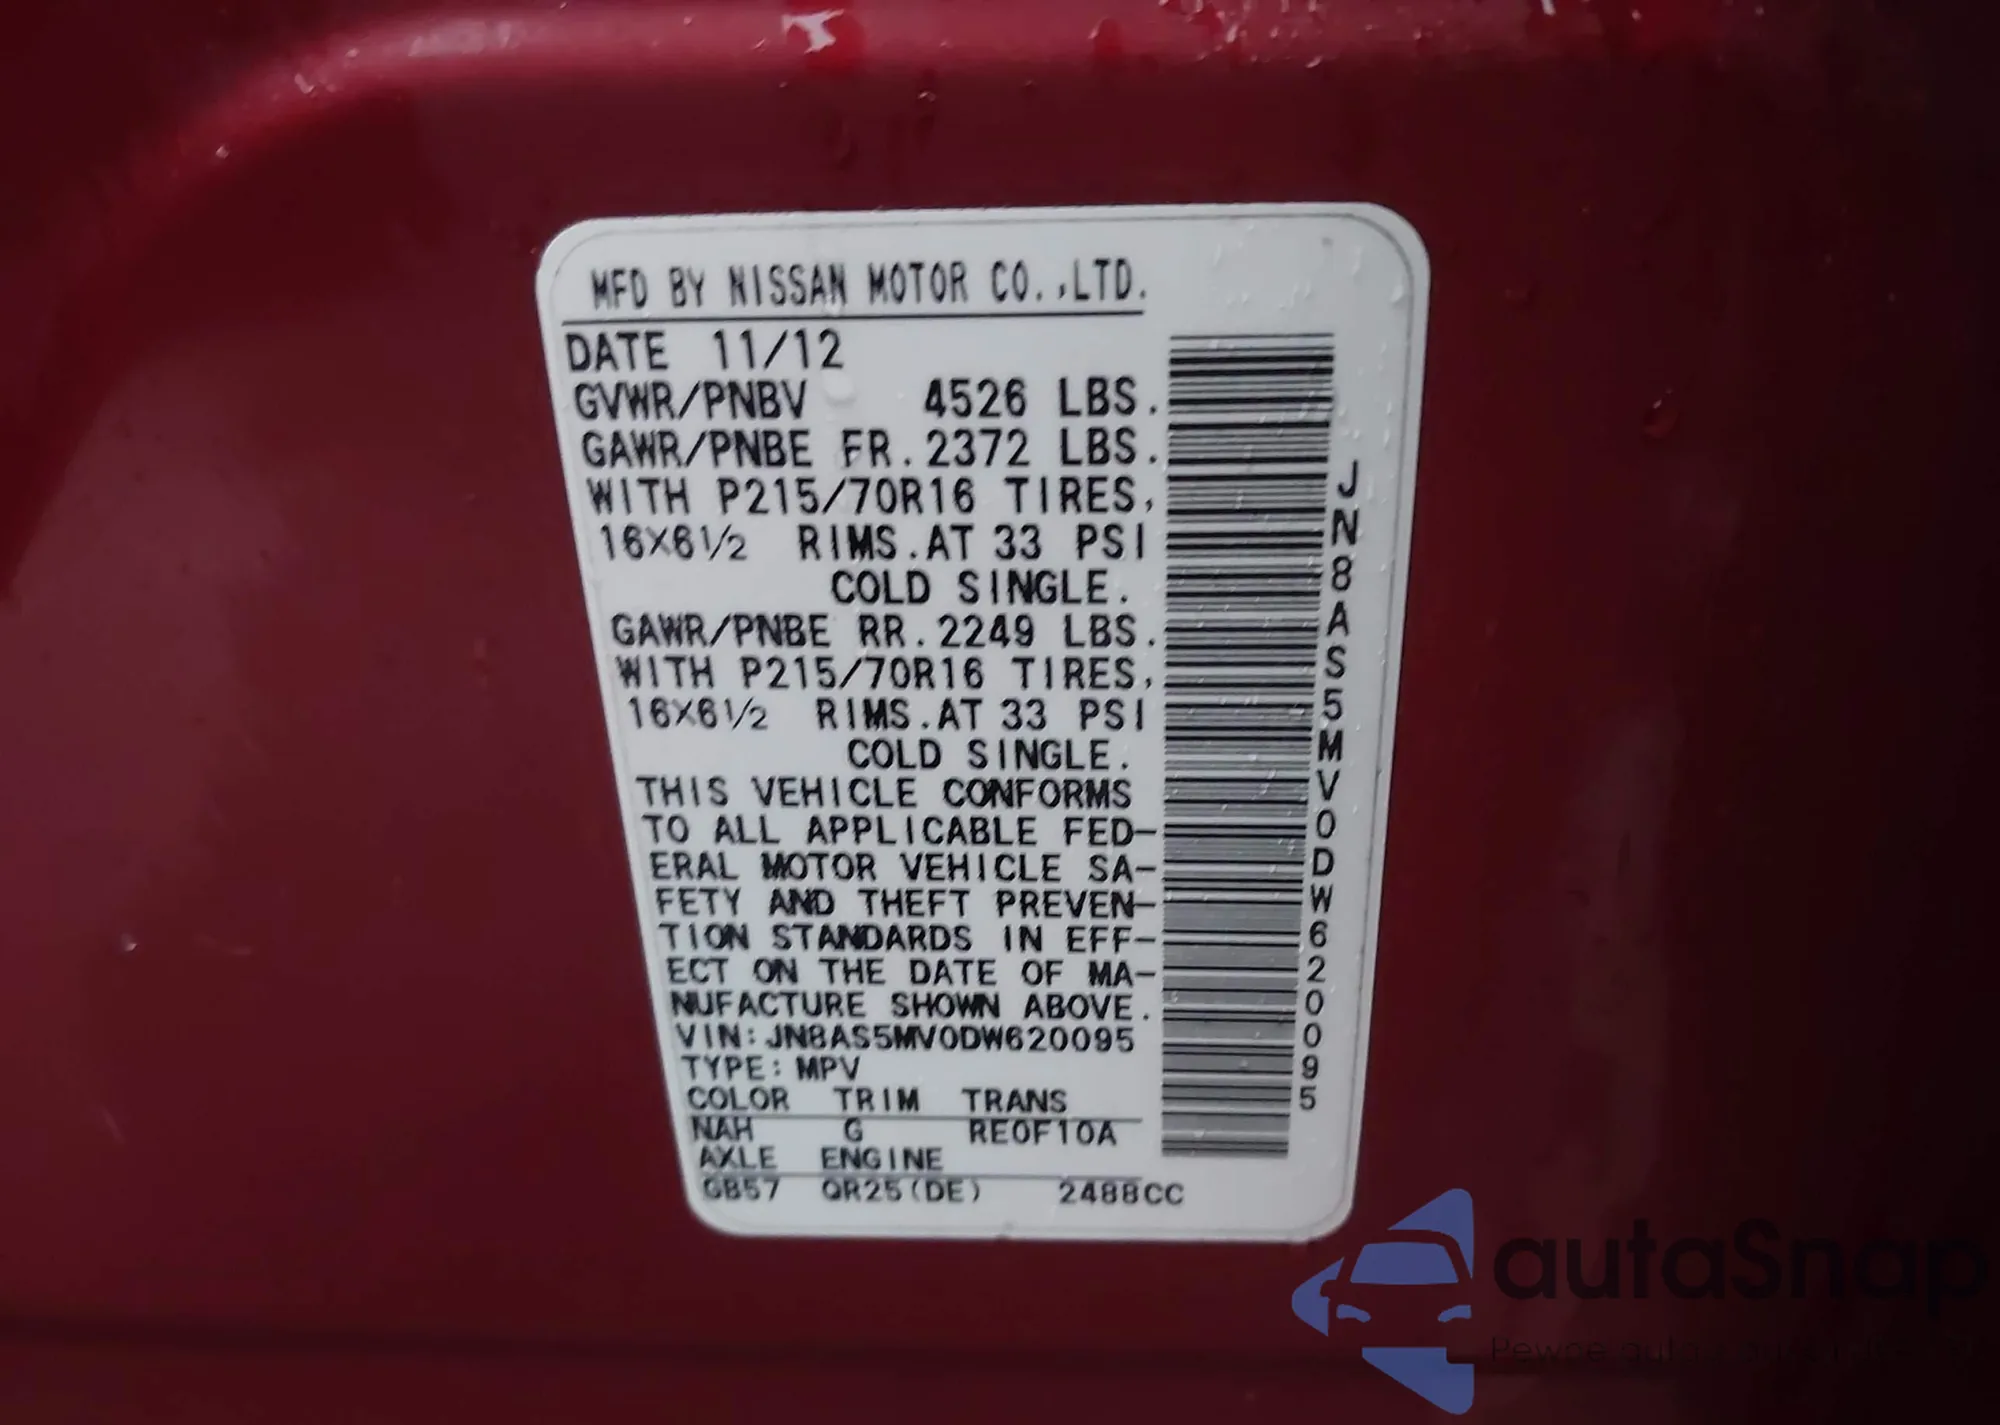 MFD BY NISSAN MOTOR CO.,LTD.
DATE 11/12
GVWR/PNBV 4526 LBS.
GAWR/PNBE FR.2372 LBS.
WITH P215/70R16 TIRES,
16X6½ RIMS.AT 33 PSI
COLD SINGLE.
GAWR/PNBE RR.2249 LBS.
WITH P215/70R16 TIRES,
16X6½ RIMS.AT 33 PSI
COLD SINGLE.
THIS VEHICLE CONFORMS
TO ALL APPLICABLE FED-
ERAL MOTOR VEHICLE SA-
FETY AND THEFT PREVEN-
TION STANDARDS IN EFF-
ECT ON THE DATE OF MA-
NUFACTURE SHOWN ABOVE.
VIN:JN8AS5MV0DW620095
TYPE:MPV
COLOR TRIM TRANS
NAH G RE0F10A
AXLE ENGINE
GB57 QR25(DE) 2488CC
JN8AS5MV0DW620095
autaSnap
Pewne auta